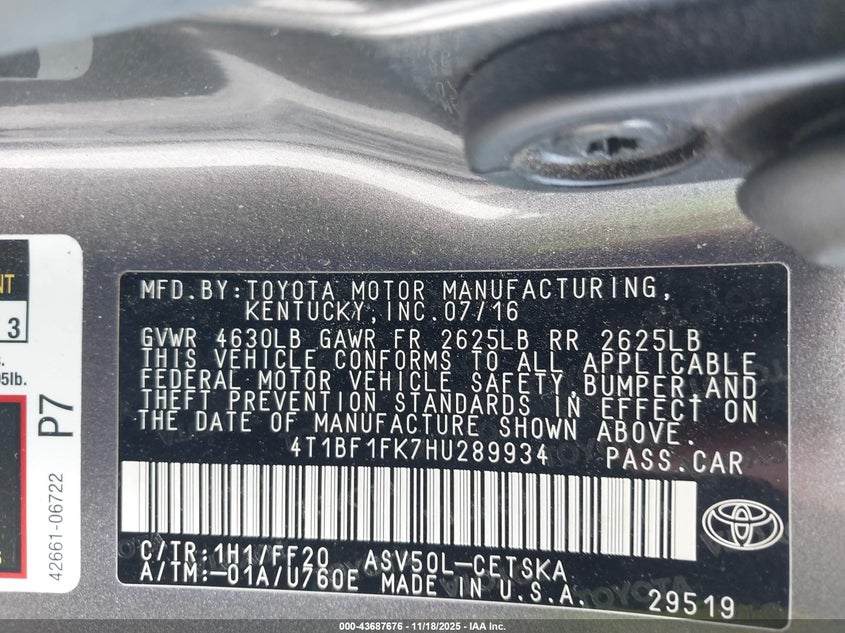 NT
3
s.
5lb.
P7
42661-06722
MFD.BY:TOYOTA MOTOR MANUFACTURING,
KENTUCKY,INC.07/16
GVWR 4630LB GAWR FR 2625LB RR 2625LB
THIS VEHICLE CONFORMS TO ALL APPLICABLE
FEDERAL MOTOR VEHICLE SAFETY,BUMPER,AND
THEFT PREVENTION STANDARDS IN EFFECT ON
THE DATE OF MANUFACTURE SHOWN ABOVE.
4T1BF1FK7HU289934 PASS.CAR
C/TR:1H1/FF20 ASV50L-CETSKA
A/TM:-01A/U760E MADE IN U.S.A. 29519
000-43687676 | 11/18/2025 - IAA Inc.